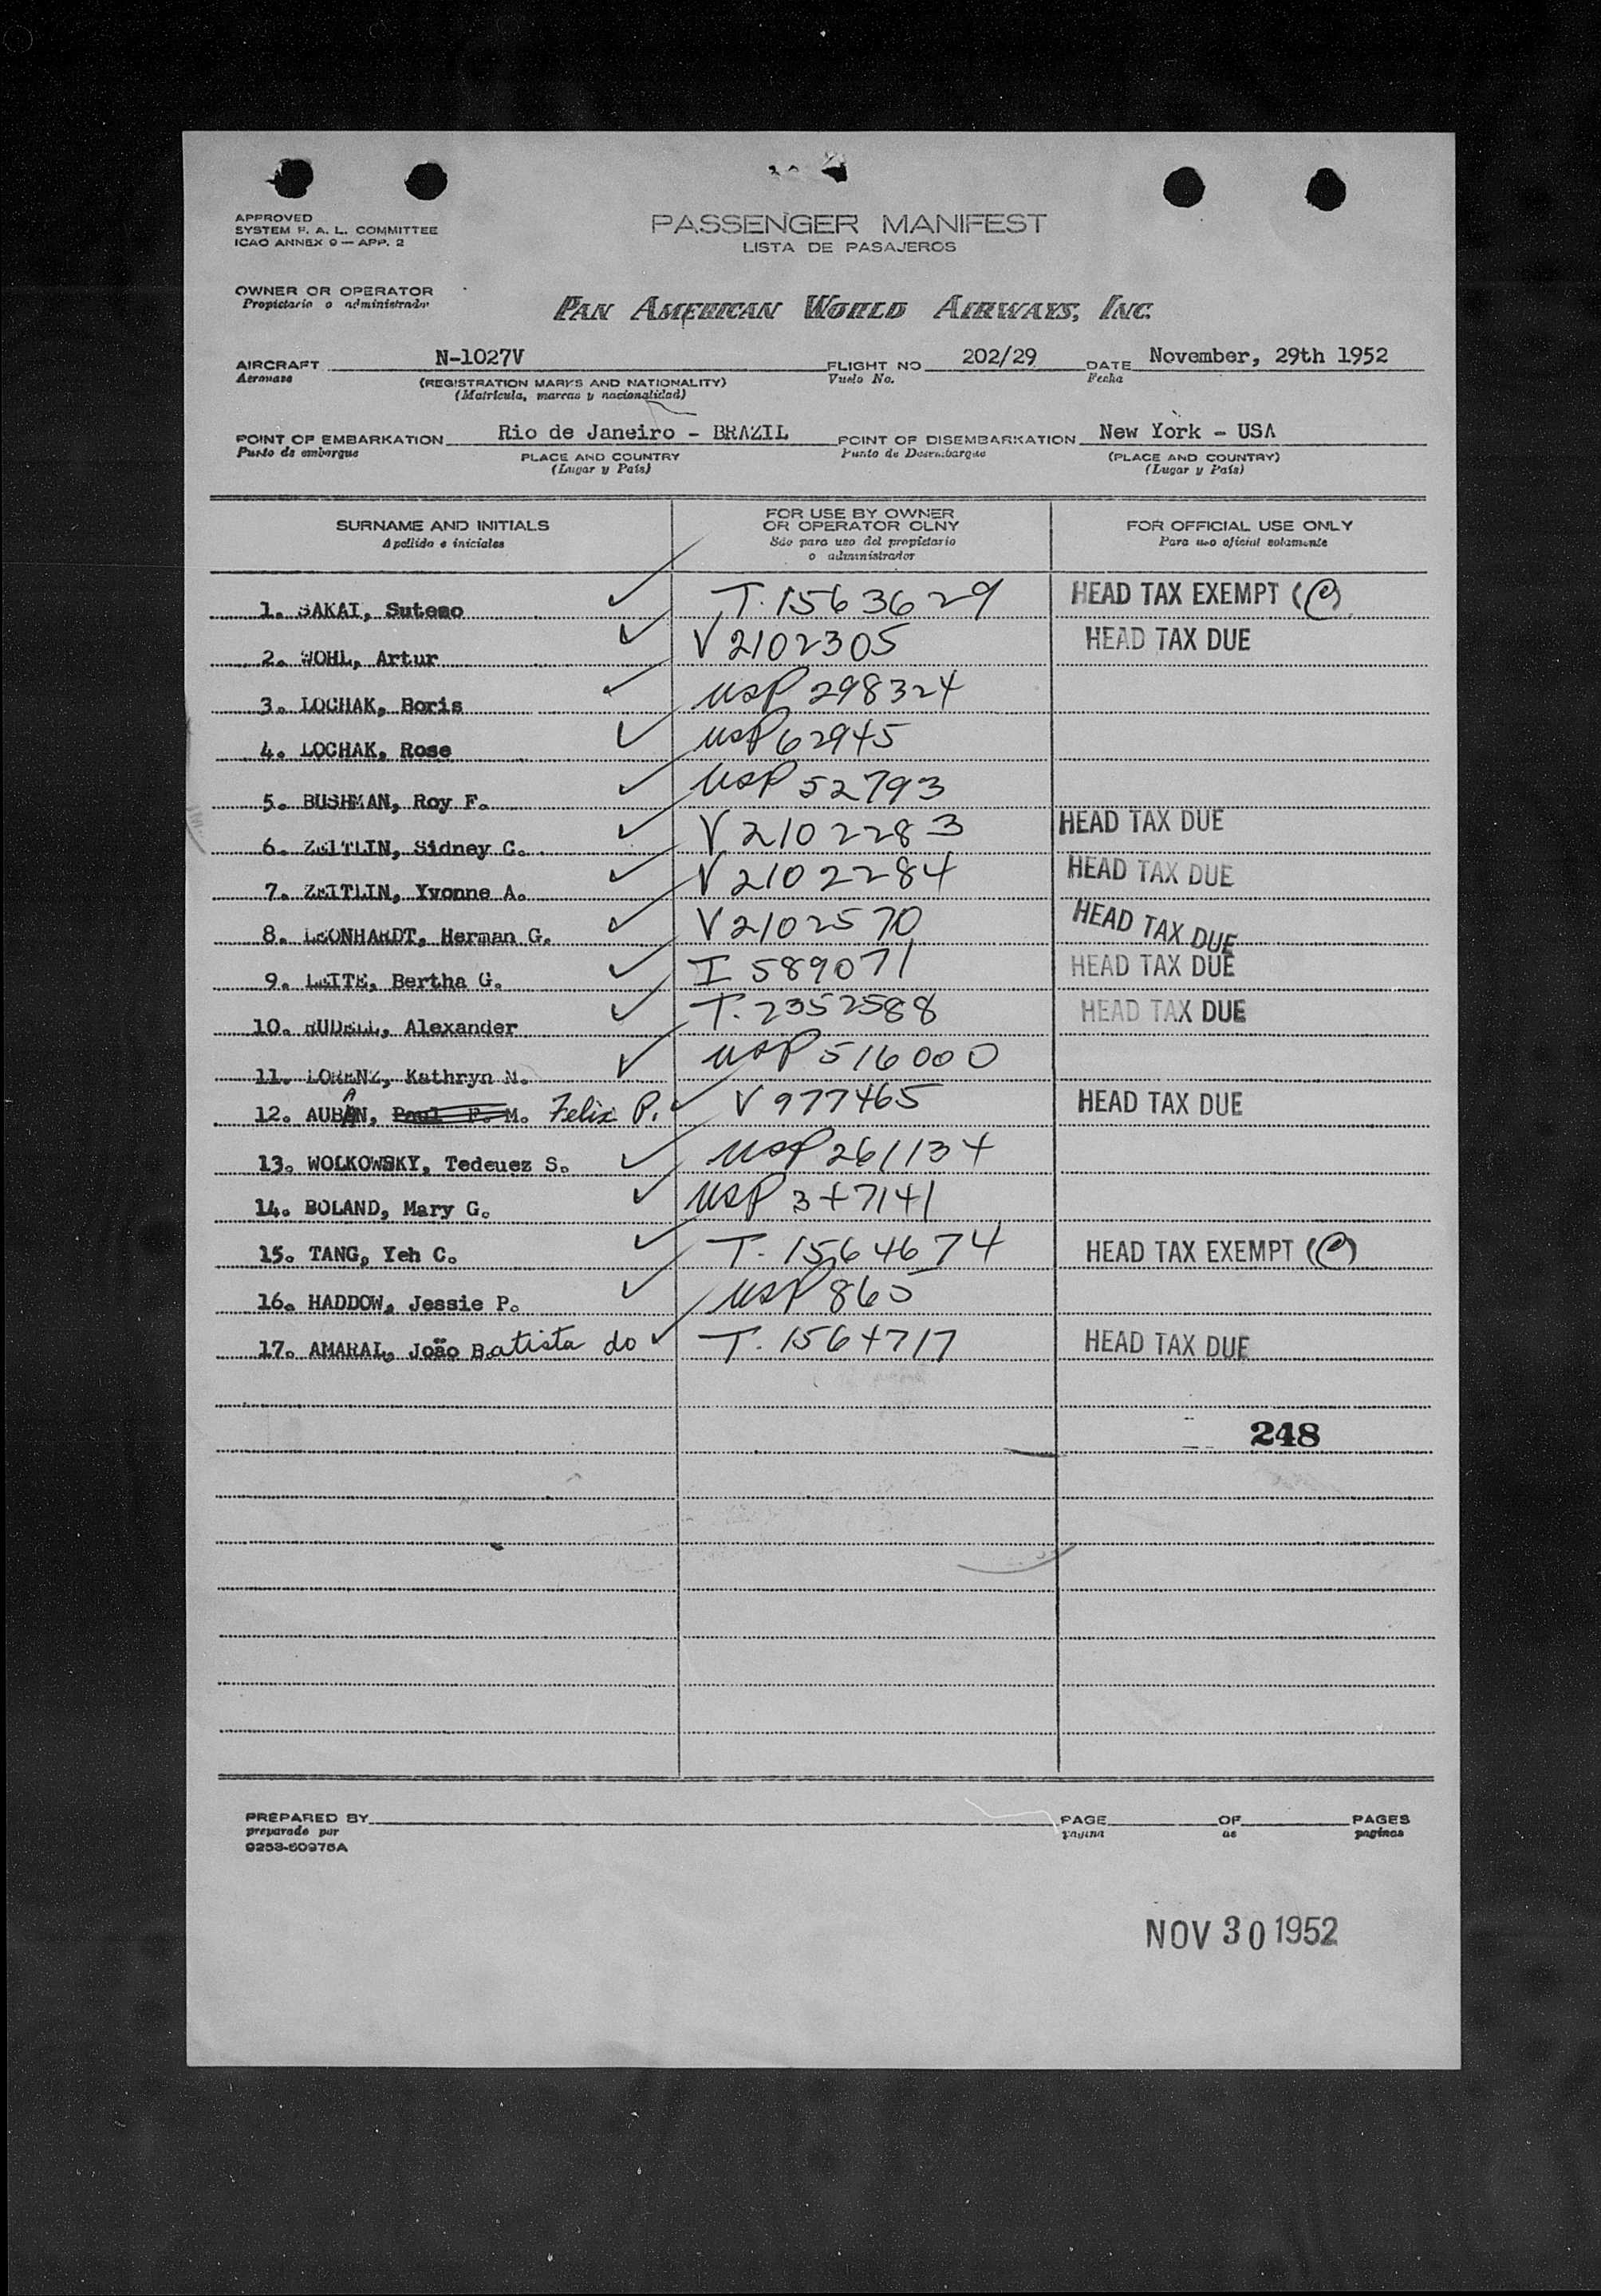 APPROVED
SYSTEM F. A. L. COMMITTEE
ICAO ANNEX 9 — APP. 2
PASSENGER MANIFEST
LISTA DE PASAJEROS
OWNER OR OPERATOR
Propietario o administrador
PAN AMERICAN WORLD AIRWAYS, INC.
AIRCRAFT N-1027V FLIGHT NO 202/29 DATE November, 29th 1952
Aeronave (REGISTRATION MARKS AND NATIONALITY) Vuelo No. Fecha
(Matricula, marcas y nacionalidad)
POINT OF EMBARKATION Rio de Janeiro - BRAZIL POINT OF DISEMBARKATION New York - USA
Punto de embarque PLACE AND COUNTRY Punto de Desembarque (PLACE AND COUNTRY)
(Lugar y País) (Lugar y País)
SURNAME AND INITIALS FOR USE BY OWNER OR OPERATOR OLNY FOR OFFICIAL USE ONLY
Apellido e iniciales Sdo para uso del propietario o administrador Para uso oficial solamente
1. SAKAI, Suteso T. 1563629 HEAD TAX EXEMPT (C)
2. WOHL, Artur V 2102305 HEAD TAX DUE
3. LOCHAK, Boris USP 298324
4. LOCHAK, Rose USP 62945
5. BUSHMAN, Roy F. USP 52793
6. ZEITLIN, Sidney C. V 2102283 HEAD TAX DUE
7. ZEITLIN, Yvonne A. V 2102284 HEAD TAX DUE
8. LEONHARDT, Herman G. V 2102570 HEAD TAX DUE
9. LEITE, Bertha G. I 589071 HEAD TAX DUE
10. RUDELL, Alexander T. 2352588 HEAD TAX DUE
11. LORENZ, Kathryn N. USP 516000
12. AUBAN, Paul F. M. Felix P. V 977465 HEAD TAX DUE
13. WOLKOWSKY, Tedeuez S. USP 261134
14. BOLAND, Mary G. USP 347141
15. TANG, Yeh C. T. 1564674 HEAD TAX EXEMPT (C)
16. HADDOW, Jessie P. USP 865
17. AMARAL, João Batista do T. 1564717 HEAD TAX DUE
248
PREPARED BY PAGE OF PAGES
preparado por pagina de paginas
9253-60975A
NOV 30 1952